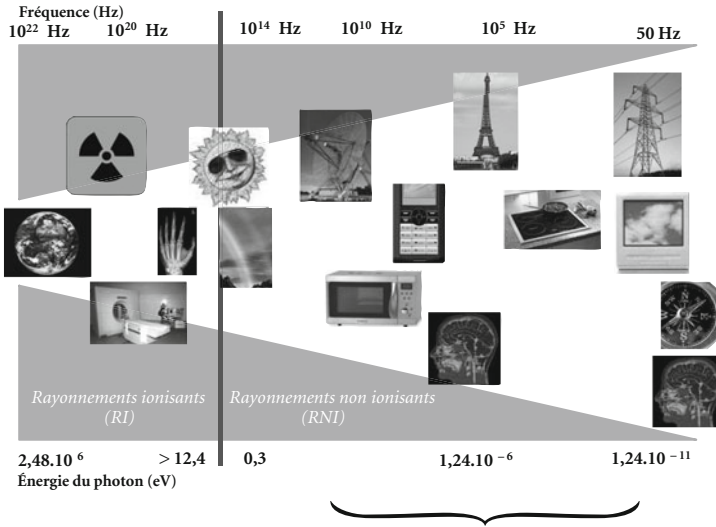 Fréquence (Hz)
10²² Hz 10²⁰ Hz 10¹⁴ Hz 10¹⁰ Hz 10⁵ Hz 50 Hz
Rayonnements ionisants
(RI)
Rayonnements non ionisants
(RNI)
2,48.10 ⁶ > 12,4 0,3 1,24.10 ⁻⁶ 1,24.10 ⁻¹¹
Énergie du photon (eV)